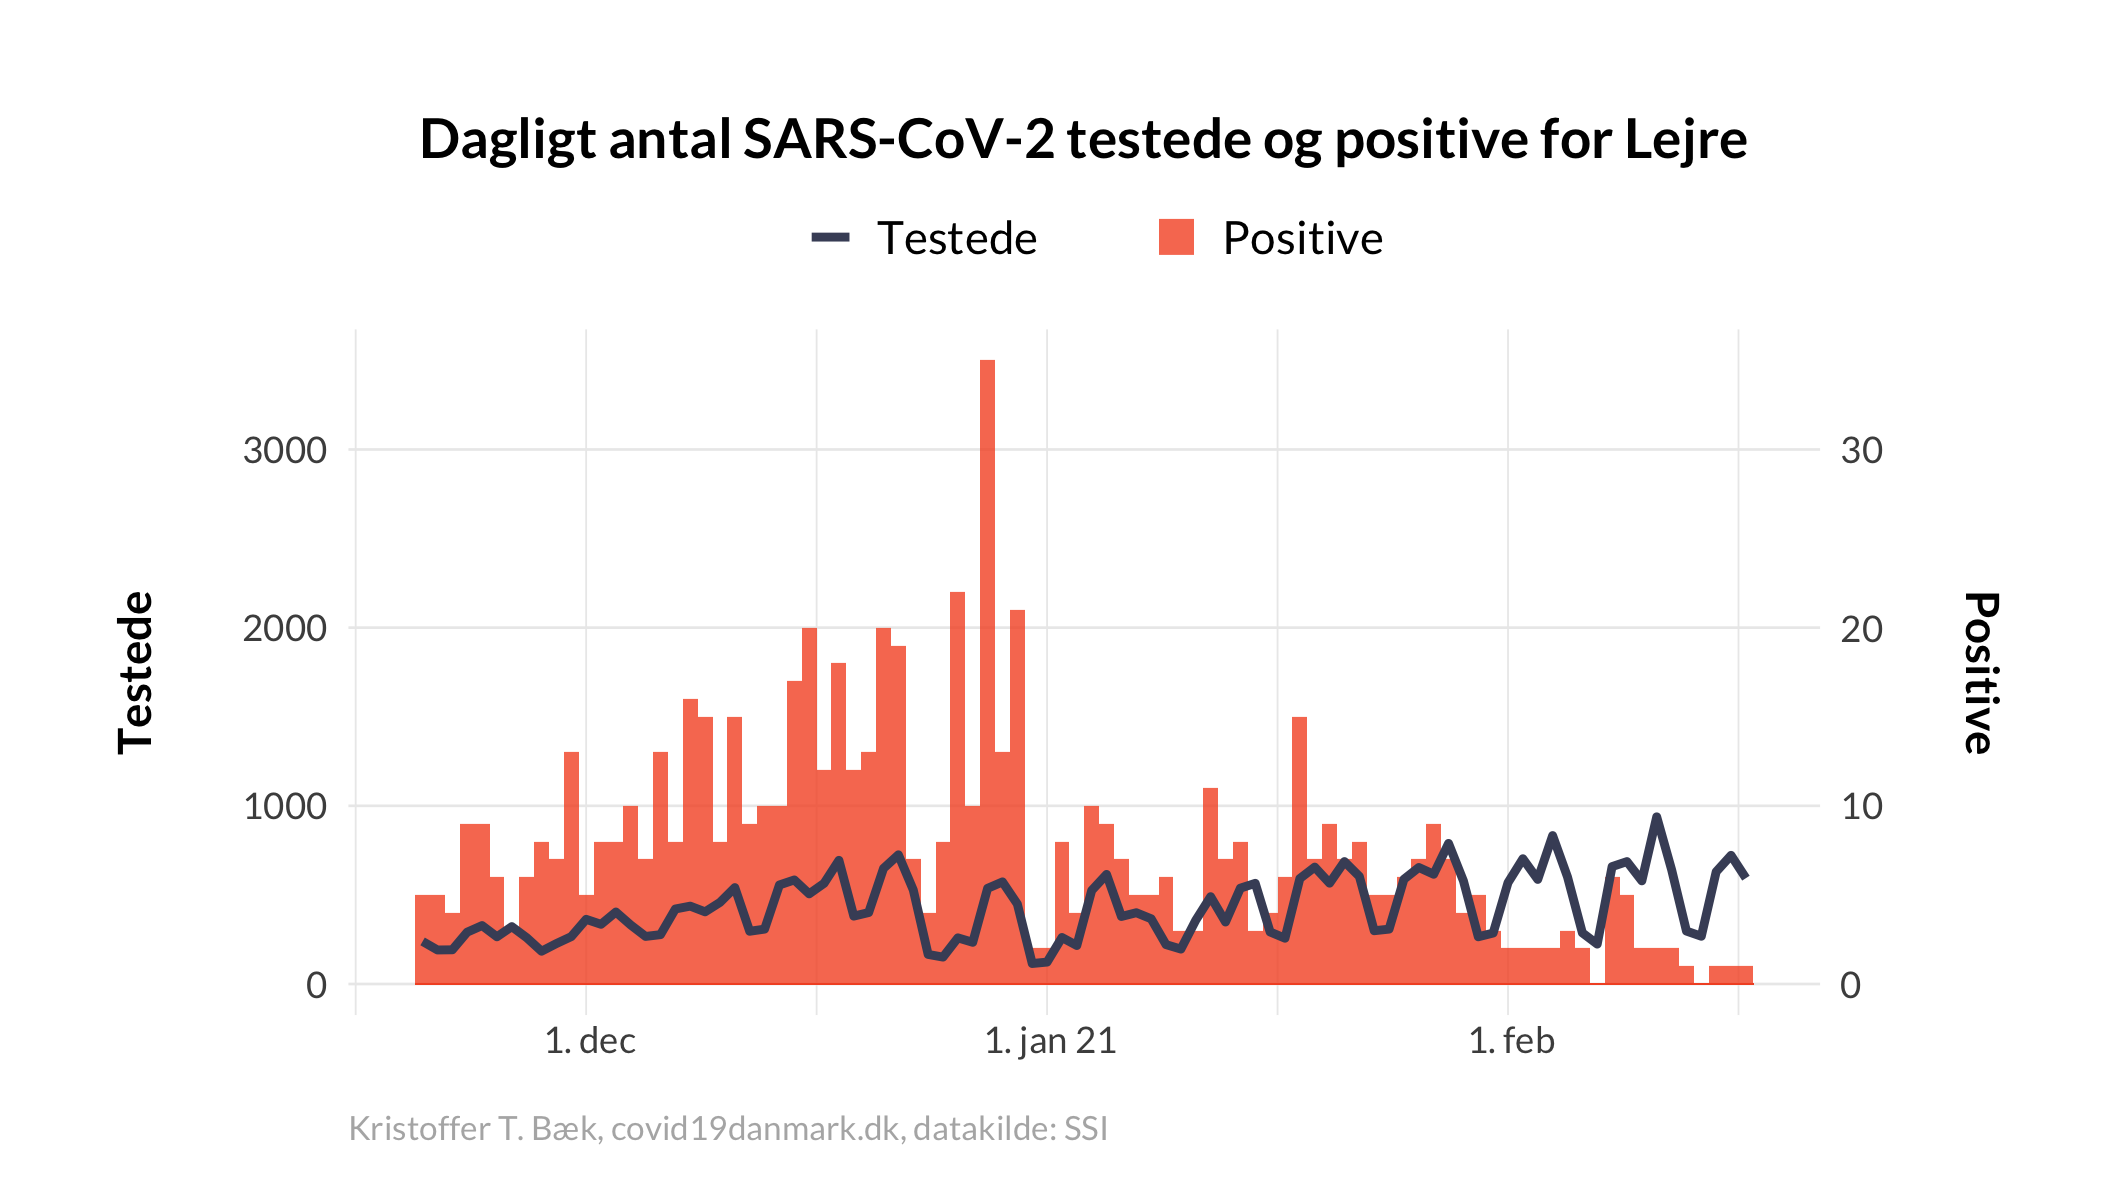 Dagligt antal SARS-CoV-2 testede og positive for Lejre
Testede Positive
Testede
3000
2000
1000
0
30
20
10
0
Positive
1. dec 1. jan 21 1. feb
Kristoffer T. Bæk, covid19danmark.dk, datakilde: SSI